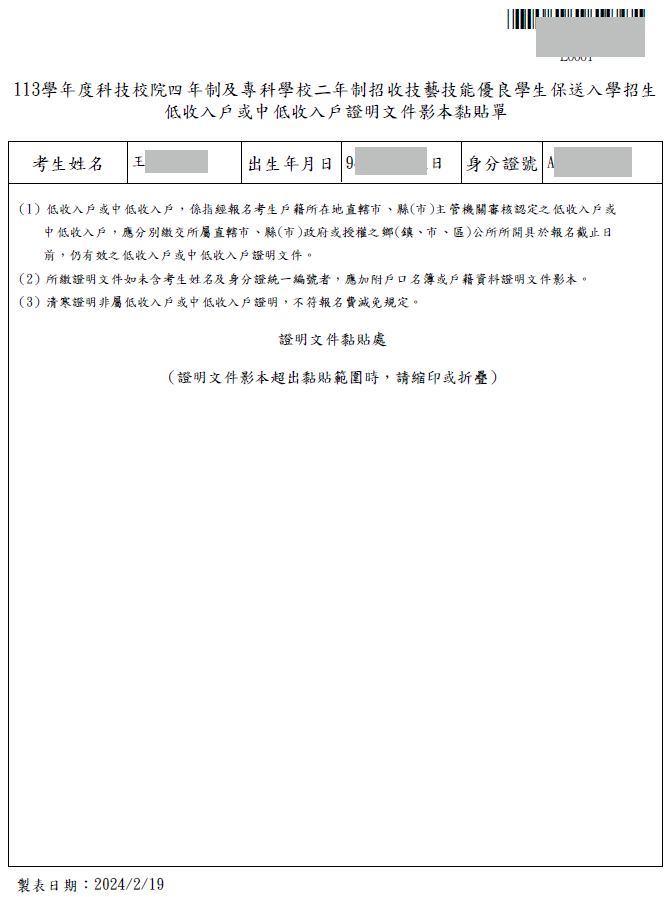 113學年度科技校院四年制及專科學校二年制招收技藝技能優良學生保送入學招生
低收入戶或中低收入戶證明文件影本黏貼單
考生姓名 王 出生年月日 9 日 身分證號 A
(1) 低收入戶或中低收入戶，係指經報名考生戶籍所在地直轄市、縣(市)主管機關審核認定之低收入戶或
中低收入戶，應分別繳交所屬直轄市、縣(市)政府或授權之鄉(鎮、市、區)公所所開具於報名截止日
前，仍有效之低收入戶或中低收入戶證明文件。
(2) 所繳證明文件如未含考生姓名及身分證統一編號者，應加附戶口名簿或戶籍資料證明文件影本。
(3) 清寒證明非屬低收入戶或中低收入戶證明，不符報名費減免規定。
證明文件黏貼處
（證明文件影本超出黏貼範圍時，請縮印或折疊）
製表日期：2024/2/19